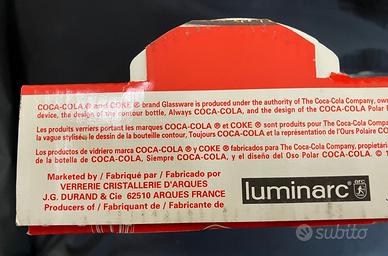 COCA-COLA ® and COKE ® brand Glassware is produced under the authority of The Coca-Cola Company, own
device, the design of the contour bottle, Always COCA-COLA, and the design of the COCA-COLA Polar
Les produits verriers portant les marques COCA-COLA ® et COKE ® sont produits pour The Coca-Cola Company,
la vague stylisée le dessin de la bouteille contour, Toujours COCA-COLA et la représentation de l'Ours Polaire
Los productos de vidriero marca COCA-COLA ® y COKE ® fabricados para The Coca-Cola Company, propietari
de la botella de COCA-COLA, Siempre COCA-COLA, y el diseño del Oso Polar COCA-COLA
Marketed by / Fabriqué par / Fabricado por
VERRERIE CRISTALLERIE D'ARQUES
J.G. DURAND & Cie 62510 ARQUES FRANCE
Producers of / Fabriquant de / Fabricante de
luminarc®
arc
Subito